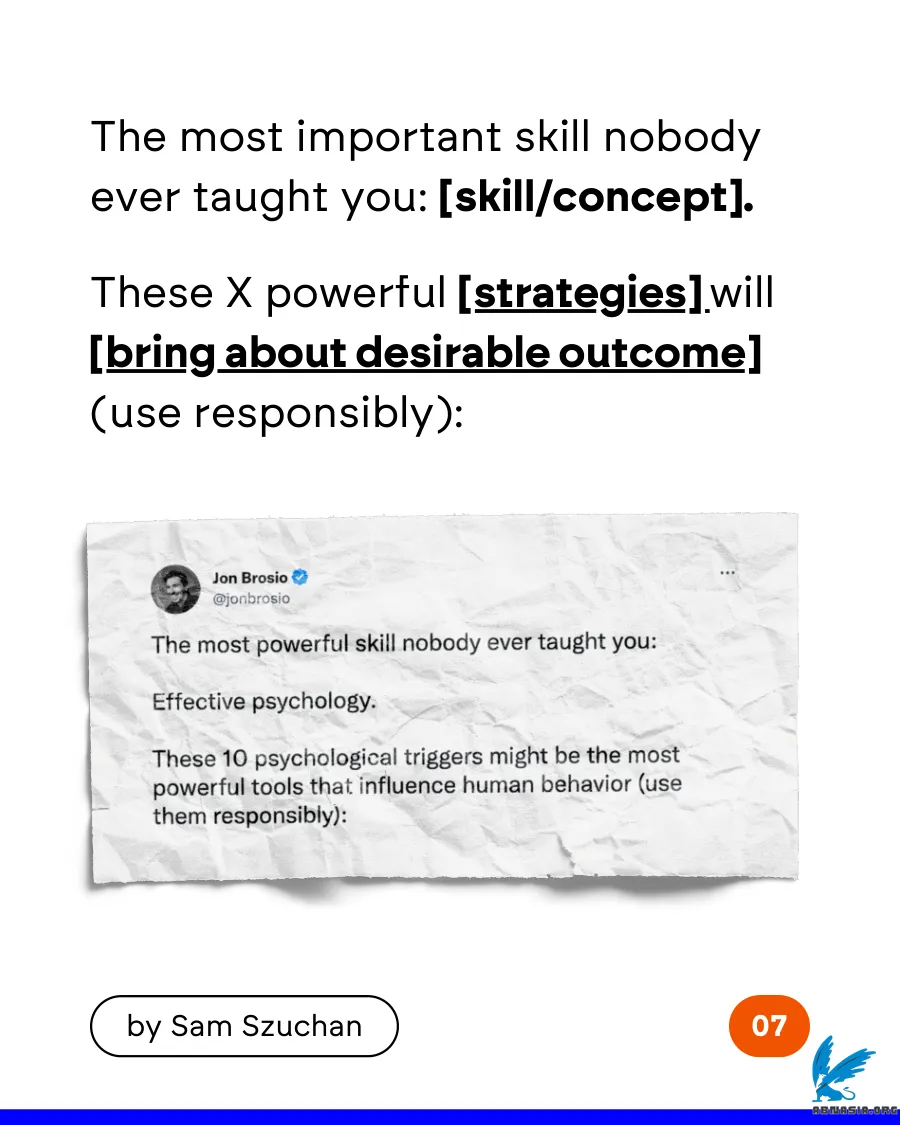 The most important skill nobody
ever taught you: [skill/concept].
These X powerful [strategies] will
[bring about desirable outcome]
(use responsibly):
Jon Brosio
@jonbrosio
The most powerful skill nobody ever taught you:
Effective psychology.
These 10 psychological triggers might be the most
powerful tools that influence human behavior (use
them responsibly):
by Sam Szuchan
07
ABIWASIA.ORG